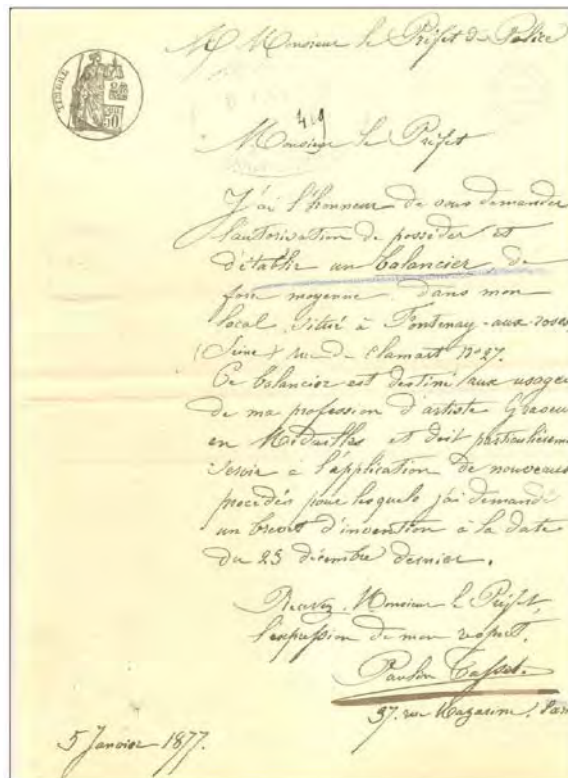 TIMBRE
50
M Monsieur le Préfet de Police
419
Monsieur le Préfet
J'ai l'honneur de vous demander
l'autorisation de posséder et
d'établir un balancier, de
force moyenne dans mon
local, situé à Fontenay-aux-roses
(Seine) rue de Clamart n° 27.
Ce balancier est destiné aux usages
de ma profession d'artiste Graveur
en Médailles et doit particulièrem
servir à l'application de nouveaux
procédés pour lesquels j'ai demandé
un brevet d'invention à la date
du 23 décembre dernier.
Recevez, Monsieur le Préfet,
l'expression de mon respect.
Paulin Tasset.
37. rue Mazarine. Paris
5 Janvier 1877.